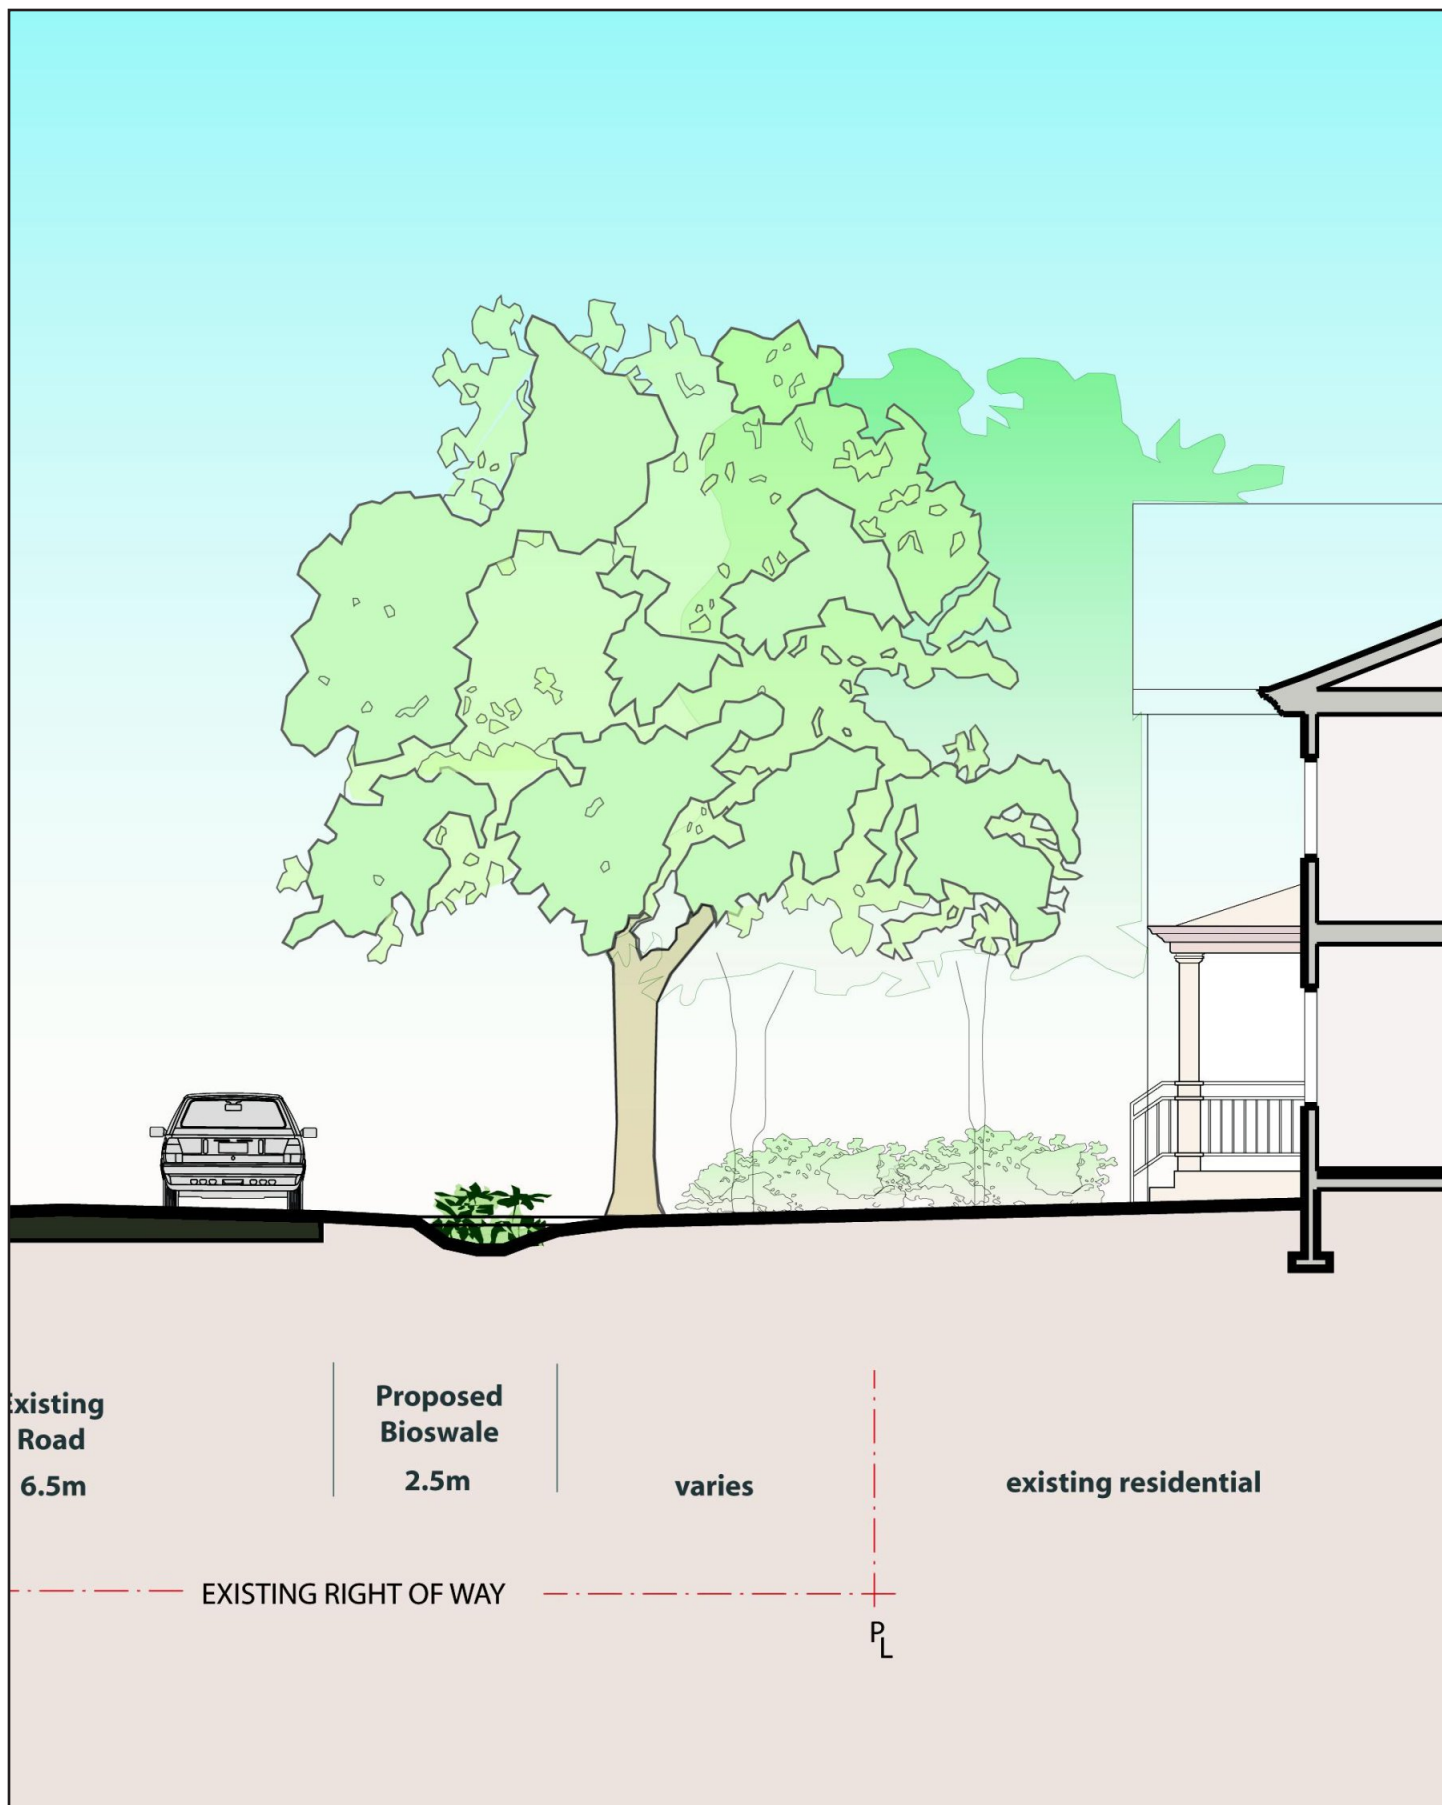 xisting
Road
6.5m
Proposed
Bioswale
2.5m
varies
existing residential
EXISTING RIGHT OF WAY
PL